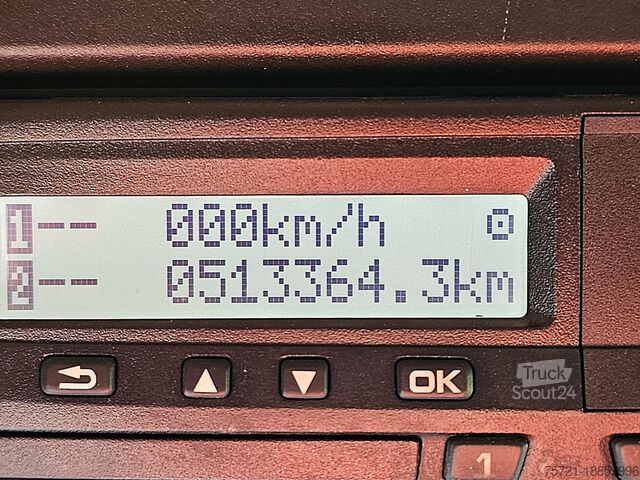 1-- 000km/h
2-- 0513364.3km
OK
Truck
Scout24
1